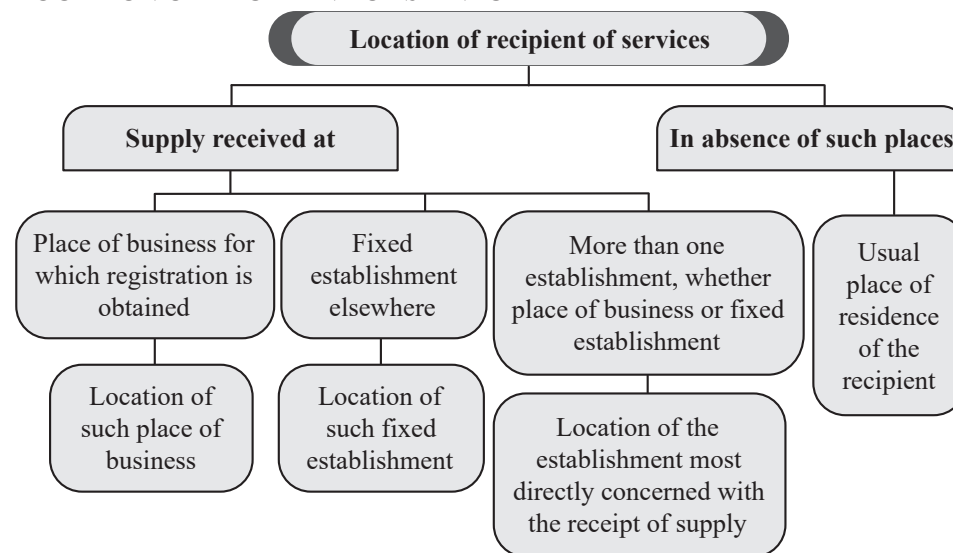 Location of recipient of services
Supply received at
In absence of such places
Place of business for
which registration is
obtained
Fixed
establishment
elsewhere
More than one
establishment, whether
place of business or fixed
establishment
Usual
place of
residence
of the
recipient
Location of
such place of
business
Location of
such fixed
establishment
Location of the
establishment most
directly concerned with
the receipt of supply